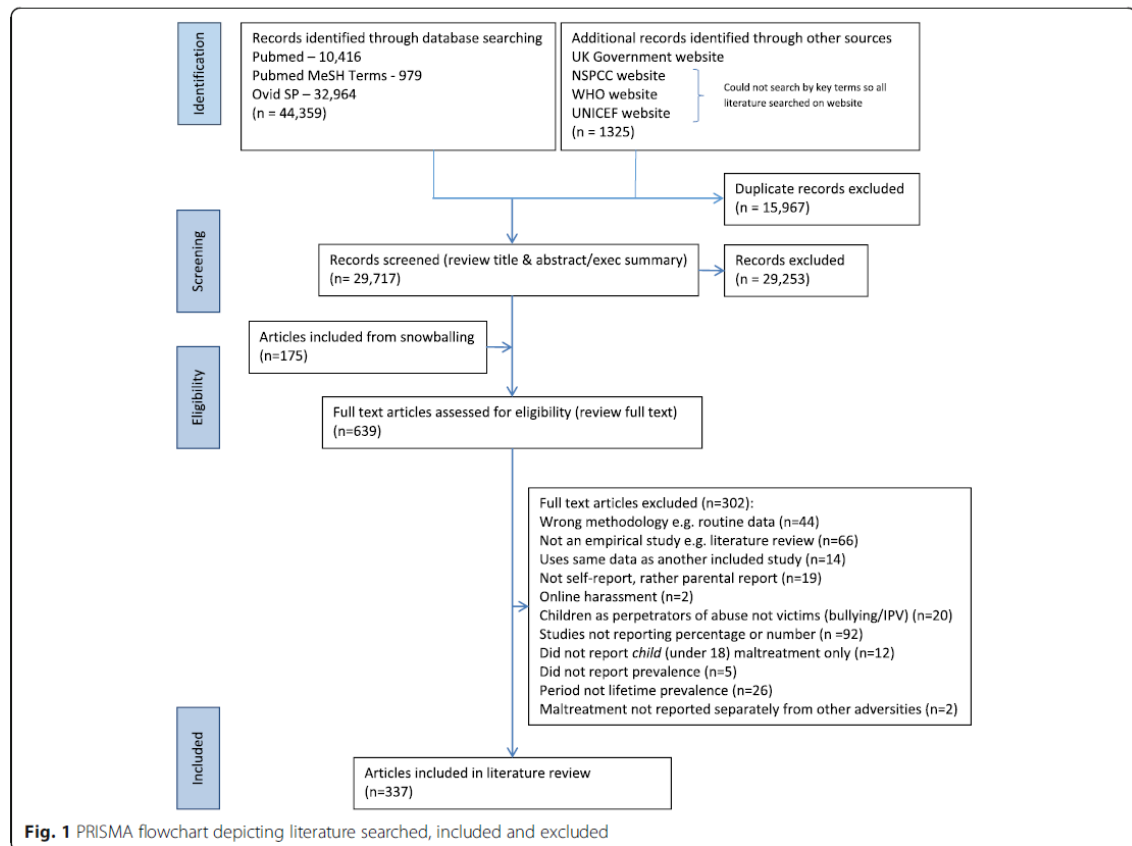 Identification
Records identified through database searching
Pubmed – 10,416
Pubmed MeSH Terms - 979
Ovid SP – 32,964
(n = 44,359)
Additional records identified through other sources
UK Government website
NSPCC website
WHO website
UNICEF website
(n = 1325)
Could not search by key terms so all
literature searched on website
Duplicate records excluded
(n = 15,967)
Screening
Records screened (review title & abstract/exec summary)
(n= 29,717)
Records excluded
(n = 29,253)
Articles included from snowballing
(n=175)
Eligibility
Full text articles assessed for eligibility (review full text)
(n=639)
Full text articles excluded (n=302):
Wrong methodology e.g. routine data (n=44)
Not an empirical study e.g. literature review (n=66)
Uses same data as another included study (n=14)
Not self-report, rather parental report (n=19)
Online harassment (n=2)
Children as perpetrators of abuse not victims (bullying/IPV) (n=20)
Studies not reporting percentage or number (n =92)
Did not report child (under 18) maltreatment only (n=12)
Did not report prevalence (n=5)
Period not lifetime prevalence (n=26)
Maltreatment not reported separately from other adversities (n=2)
Included
Articles included in literature review
(n=337)
Fig. 1 PRISMA flowchart depicting literature searched, included and excluded